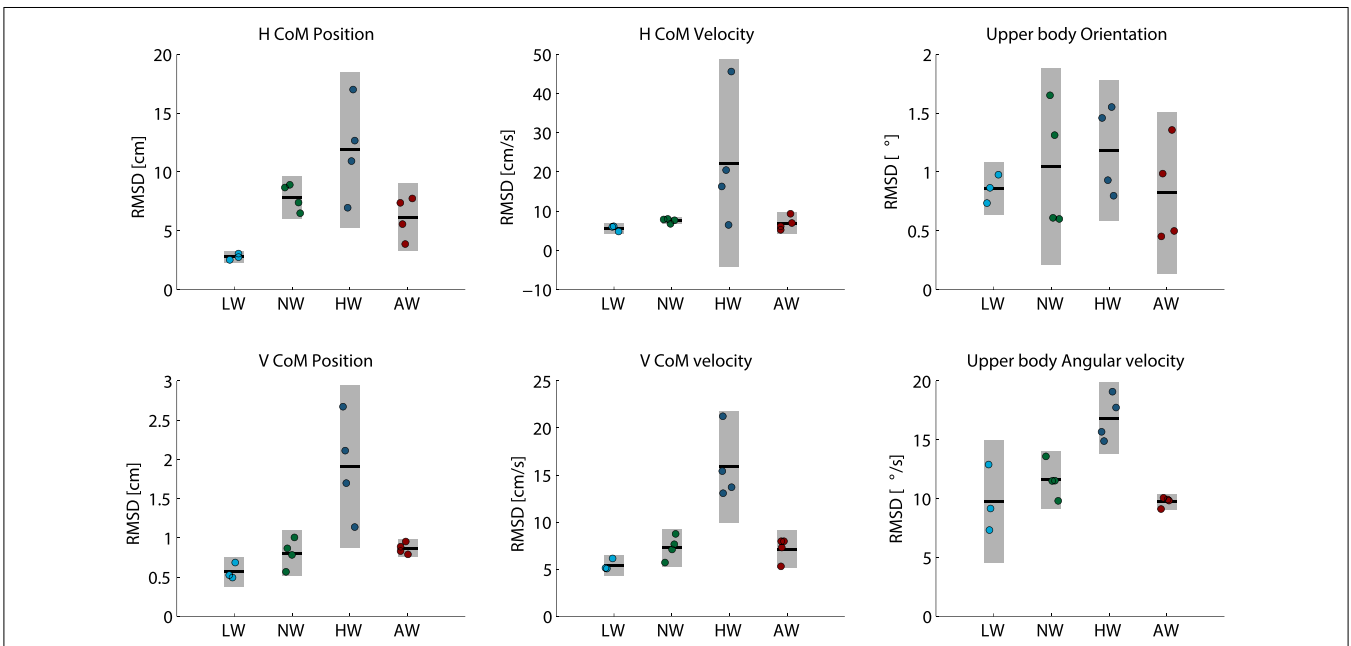 H CoM Position
H CoM Velocity
Upper body Orientation
RMSD [cm]
20
15
10
5
0
LW NW HW AW
RMSD [cm/s]
50
40
30
20
10
0
−10
LW NW HW AW
RMSD [ °]
2
1.5
1
0.5
0
LW NW HW AW
V CoM Position
V CoM velocity
Upper body Angular velocity
RMSD [cm]
3
2.5
2
1.5
1
0.5
0
LW NW HW AW
RMSD [cm/s]
25
20
15
10
5
0
LW NW HW AW
RMSD [ °/s]
20
15
10
5
0
LW NW HW AW